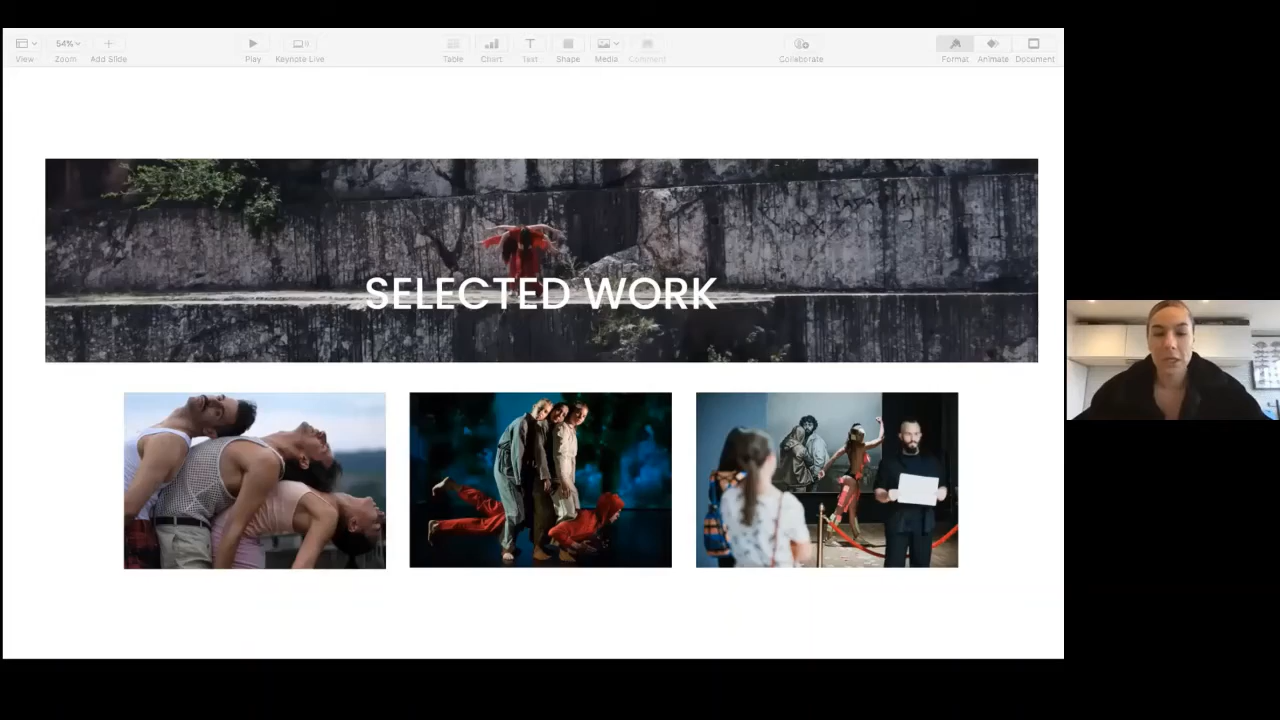 View
54%
Zoom
Add Slide
Play
Keynote Live
Table
Chart
Text
Shape
Media
Comment
Collaborate
Format
Animate
Document
SELECTED WORK